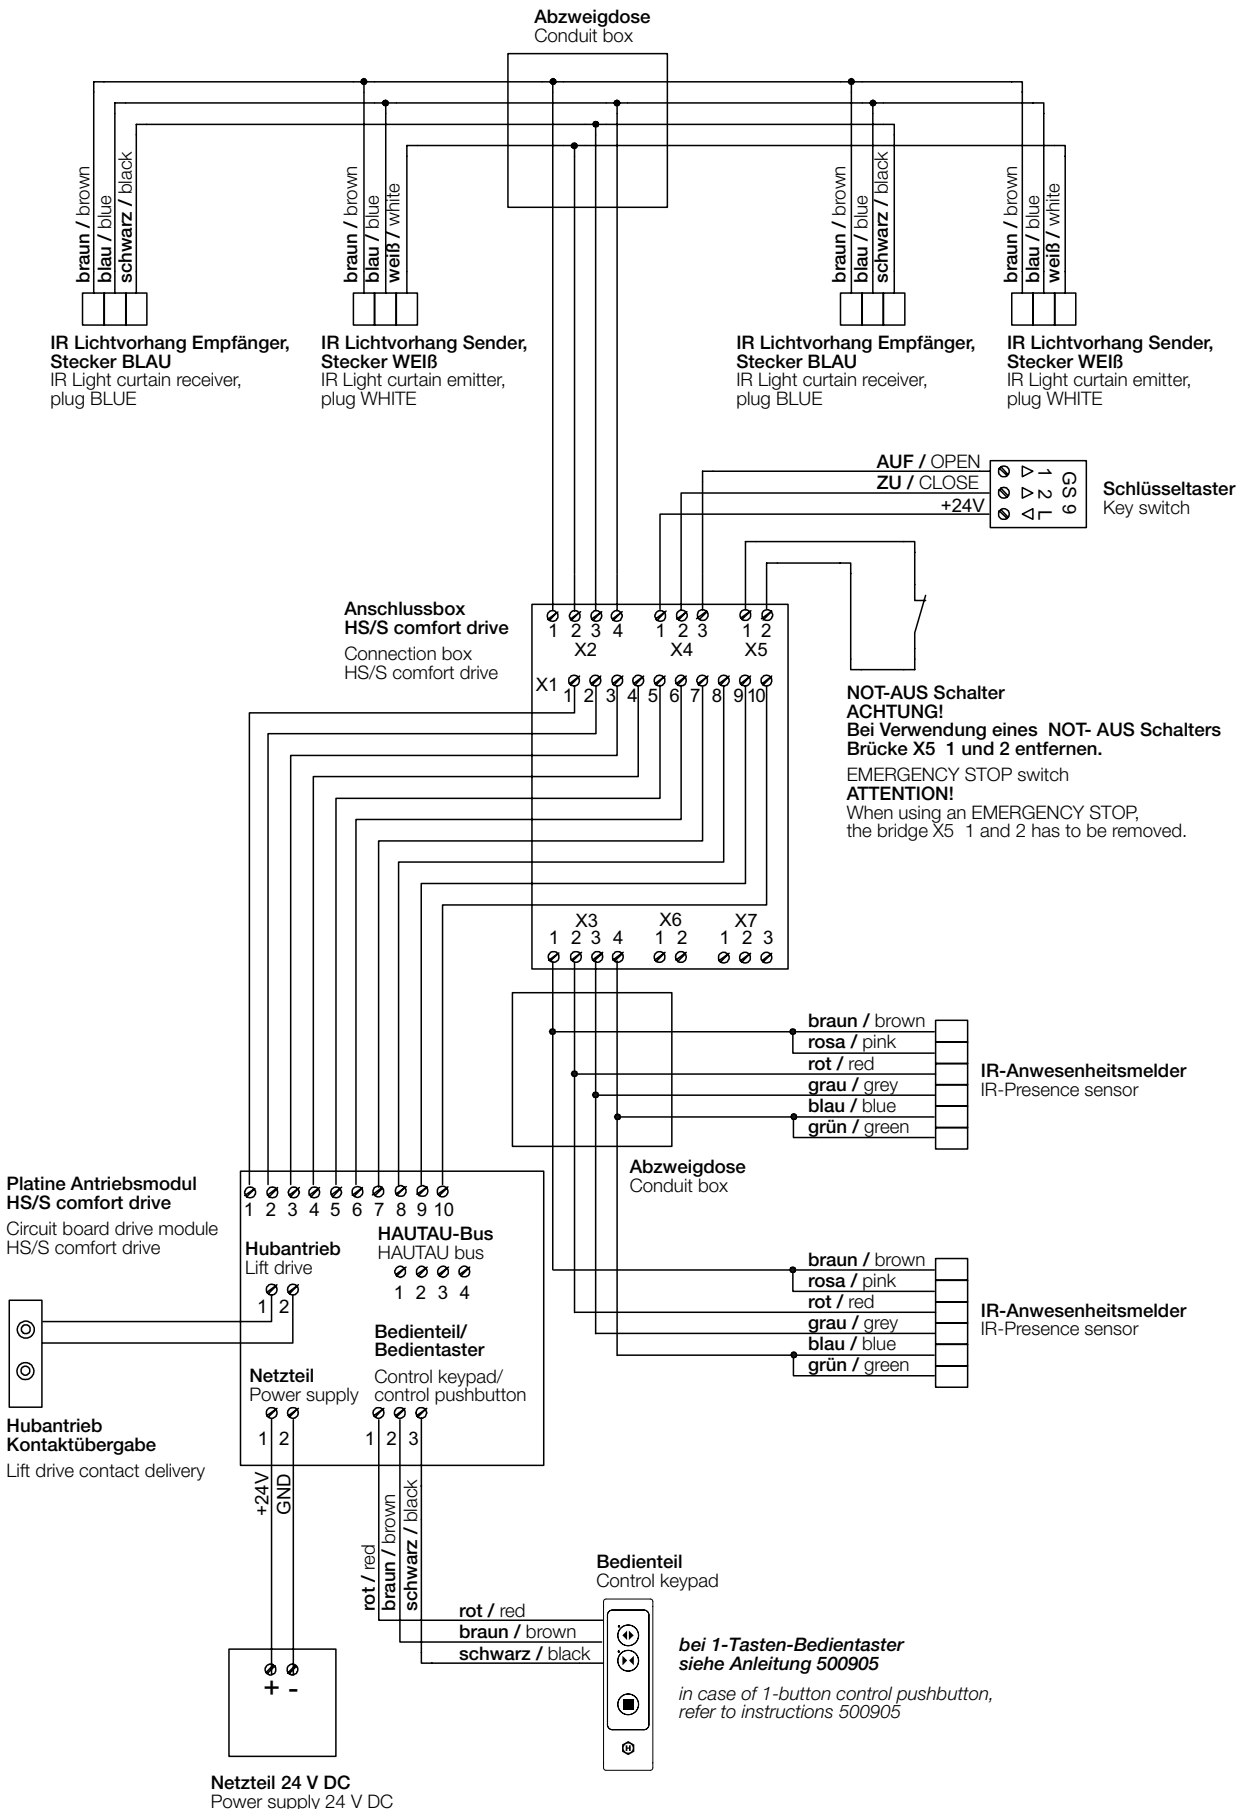 Abzweigdose
Conduit box
braun / brown
blau / blue
schwarz / black
braun / brown
blau / blue
weiß / white
braun / brown
blau / blue
schwarz / black
braun / brown
blau / blue
weiß / white
IR Lichtvorhang Empfänger,
Stecker BLAU
IR Light curtain receiver,
plug BLUE
IR Lichtvorhang Sender,
Stecker WEIß
IR Light curtain emitter,
plug WHITE
IR Lichtvorhang Empfänger,
Stecker BLAU
IR Light curtain receiver,
plug BLUE
IR Lichtvorhang Sender,
Stecker WEIß
IR Light curtain emitter,
plug WHITE
AUF / OPEN
ZU / CLOSE
+24V
1
2
L
GS 9
Schlüsseltaster
Key switch
Anschlussbox
HS/S comfort drive
Connection box
HS/S comfort drive
1 2 3 4 1 2 3 1 2
X2 X4 X5
X1 1 2 3 4 5 6 7 8 9 10
NOT-AUS Schalter
ACHTUNG!
Bei Verwendung eines NOT- AUS Schalters
Brücke X5 1 und 2 entfernen.
EMERGENCY STOP switch
ATTENTION!
When using an EMERGENCY STOP,
the bridge X5 1 and 2 has to be removed.
X3 X6 X7
1 2 3 4 1 2 1 2 3
braun / brown
rosa / pink
rot / red
grau / grey
blau / blue
grün / green
IR-Anwesenheitsmelder
IR-Presence sensor
Abzweigdose
Conduit box
Platine Antriebsmodul
HS/S comfort drive
Circuit board drive module
HS/S comfort drive
1 2 3 4 5 6 7 8 9 10
Hubantrieb
Lift drive
1 2
HAUTAU-Bus
HAUTAU bus
1 2 3 4
braun / brown
rosa / pink
rot / red
grau / grey
blau / blue
grün / green
IR-Anwesenheitsmelder
IR-Presence sensor
Bedienteil/
Bedientaster
Control keypad/
control pushbutton
1 2 3
Netzteil
Power supply
1 2
Hubantrieb
Kontaktübergabe
Lift drive contact delivery
+24V
GND
rot / red
braun / brown
schwarz / black
Bedienteil
Control keypad
rot / red
braun / brown
schwarz / black
H
bei 1-Tasten-Bedientaster
siehe Anleitung 500905
in case of 1-button control pushbutton,
refer to instructions 500905
+ -
Netzteil 24 V DC
Power supply 24 V DC